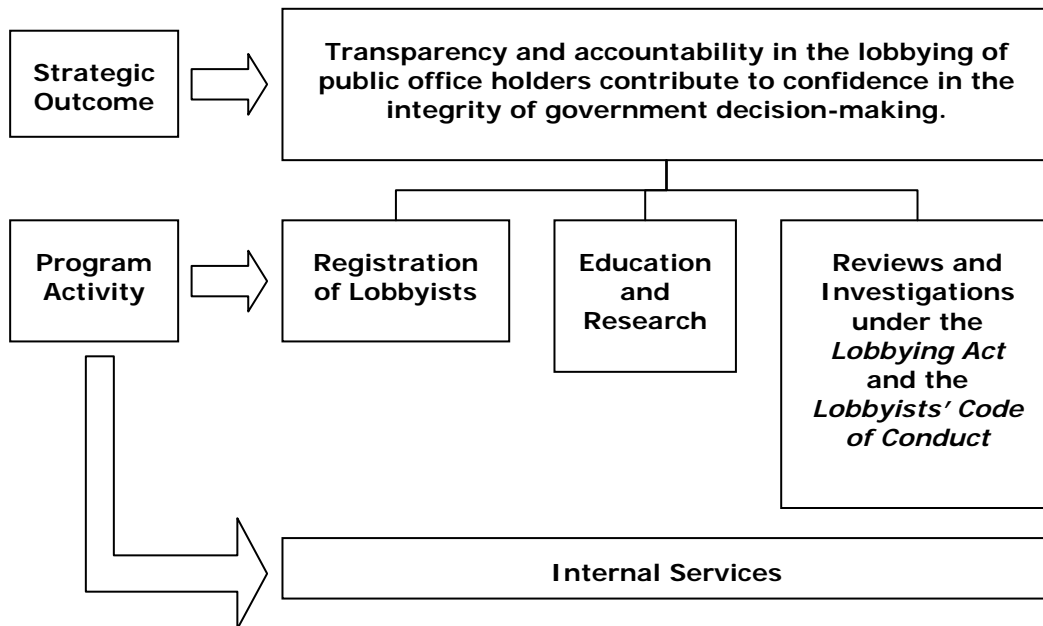 Strategic
Outcome
Transparency and accountability in the lobbying of
public office holders contribute to confidence in the
integrity of government decision-making.
Program
Activity
Registration
of Lobbyists
Education
and
Research
Reviews and
Investigations
under the
Lobbying Act
and the
Lobbyists’ Code
of Conduct
Internal Services